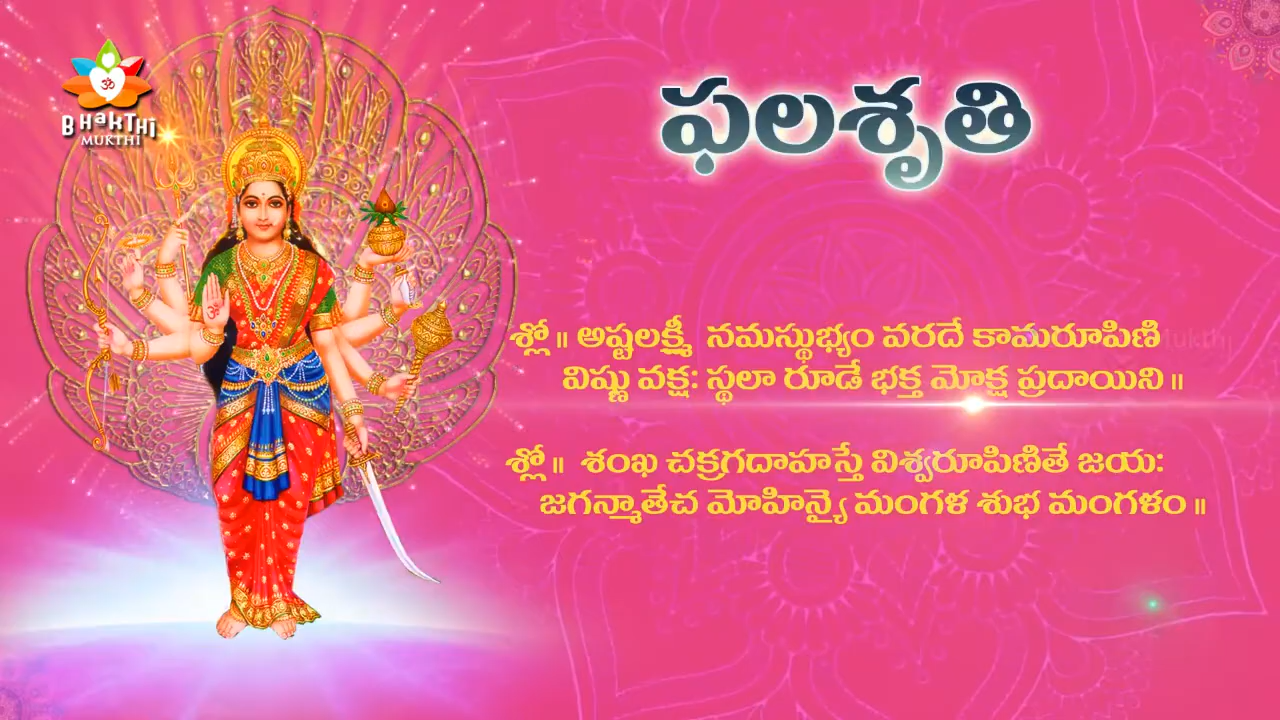 BHaKTHi
MUKTHI
ఫలశృతి
శ్లో॥ అష్టలక్ష్మీ నమస్తుభ్యం వరదే కామరూపిణి
విష్ణు వక్ష: స్థలా రూడే భక్త మోక్ష ప్రదాయిని॥
శ్లో॥ శంఖ చక్రగదాహస్తే విశ్వరూపిణితే జయ:
జగన్మాతేచ మోహిన్యై మంగళ శుభ మంగళం॥